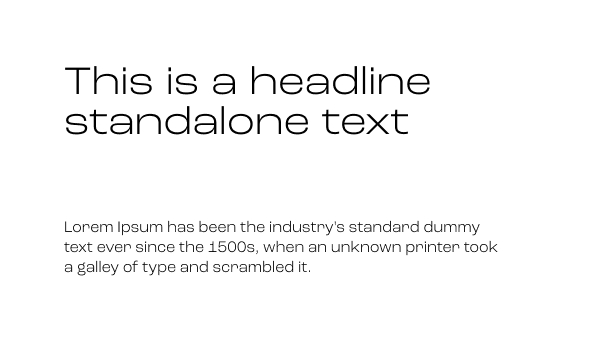 This is a headline
standalone text
Lorem Ipsum has been the industry's standard dummy
text ever since the 1500s, when an unknown printer took
a galley of type and scrambled it.